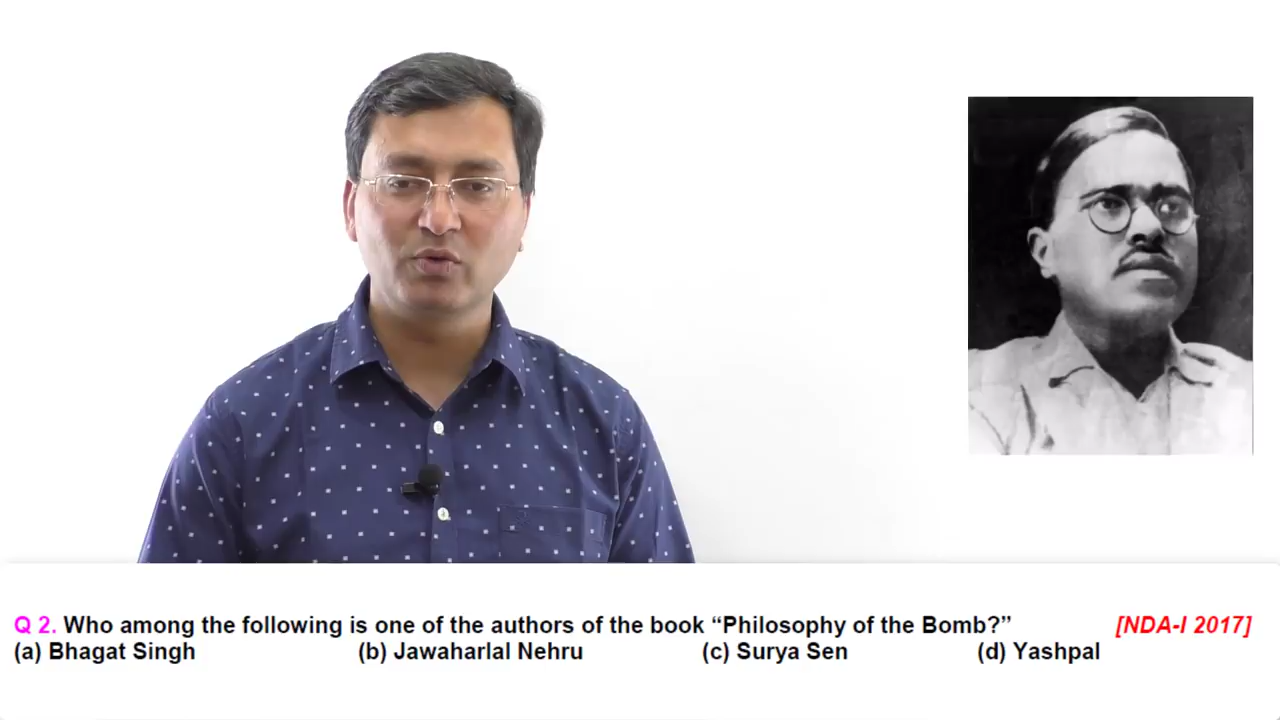 Q 2. Who among the following is one of the authors of the book “Philosophy of the Bomb?” [NDA-I 2017]
(a) Bhagat Singh (b) Jawaharlal Nehru (c) Surya Sen (d) Yashpal